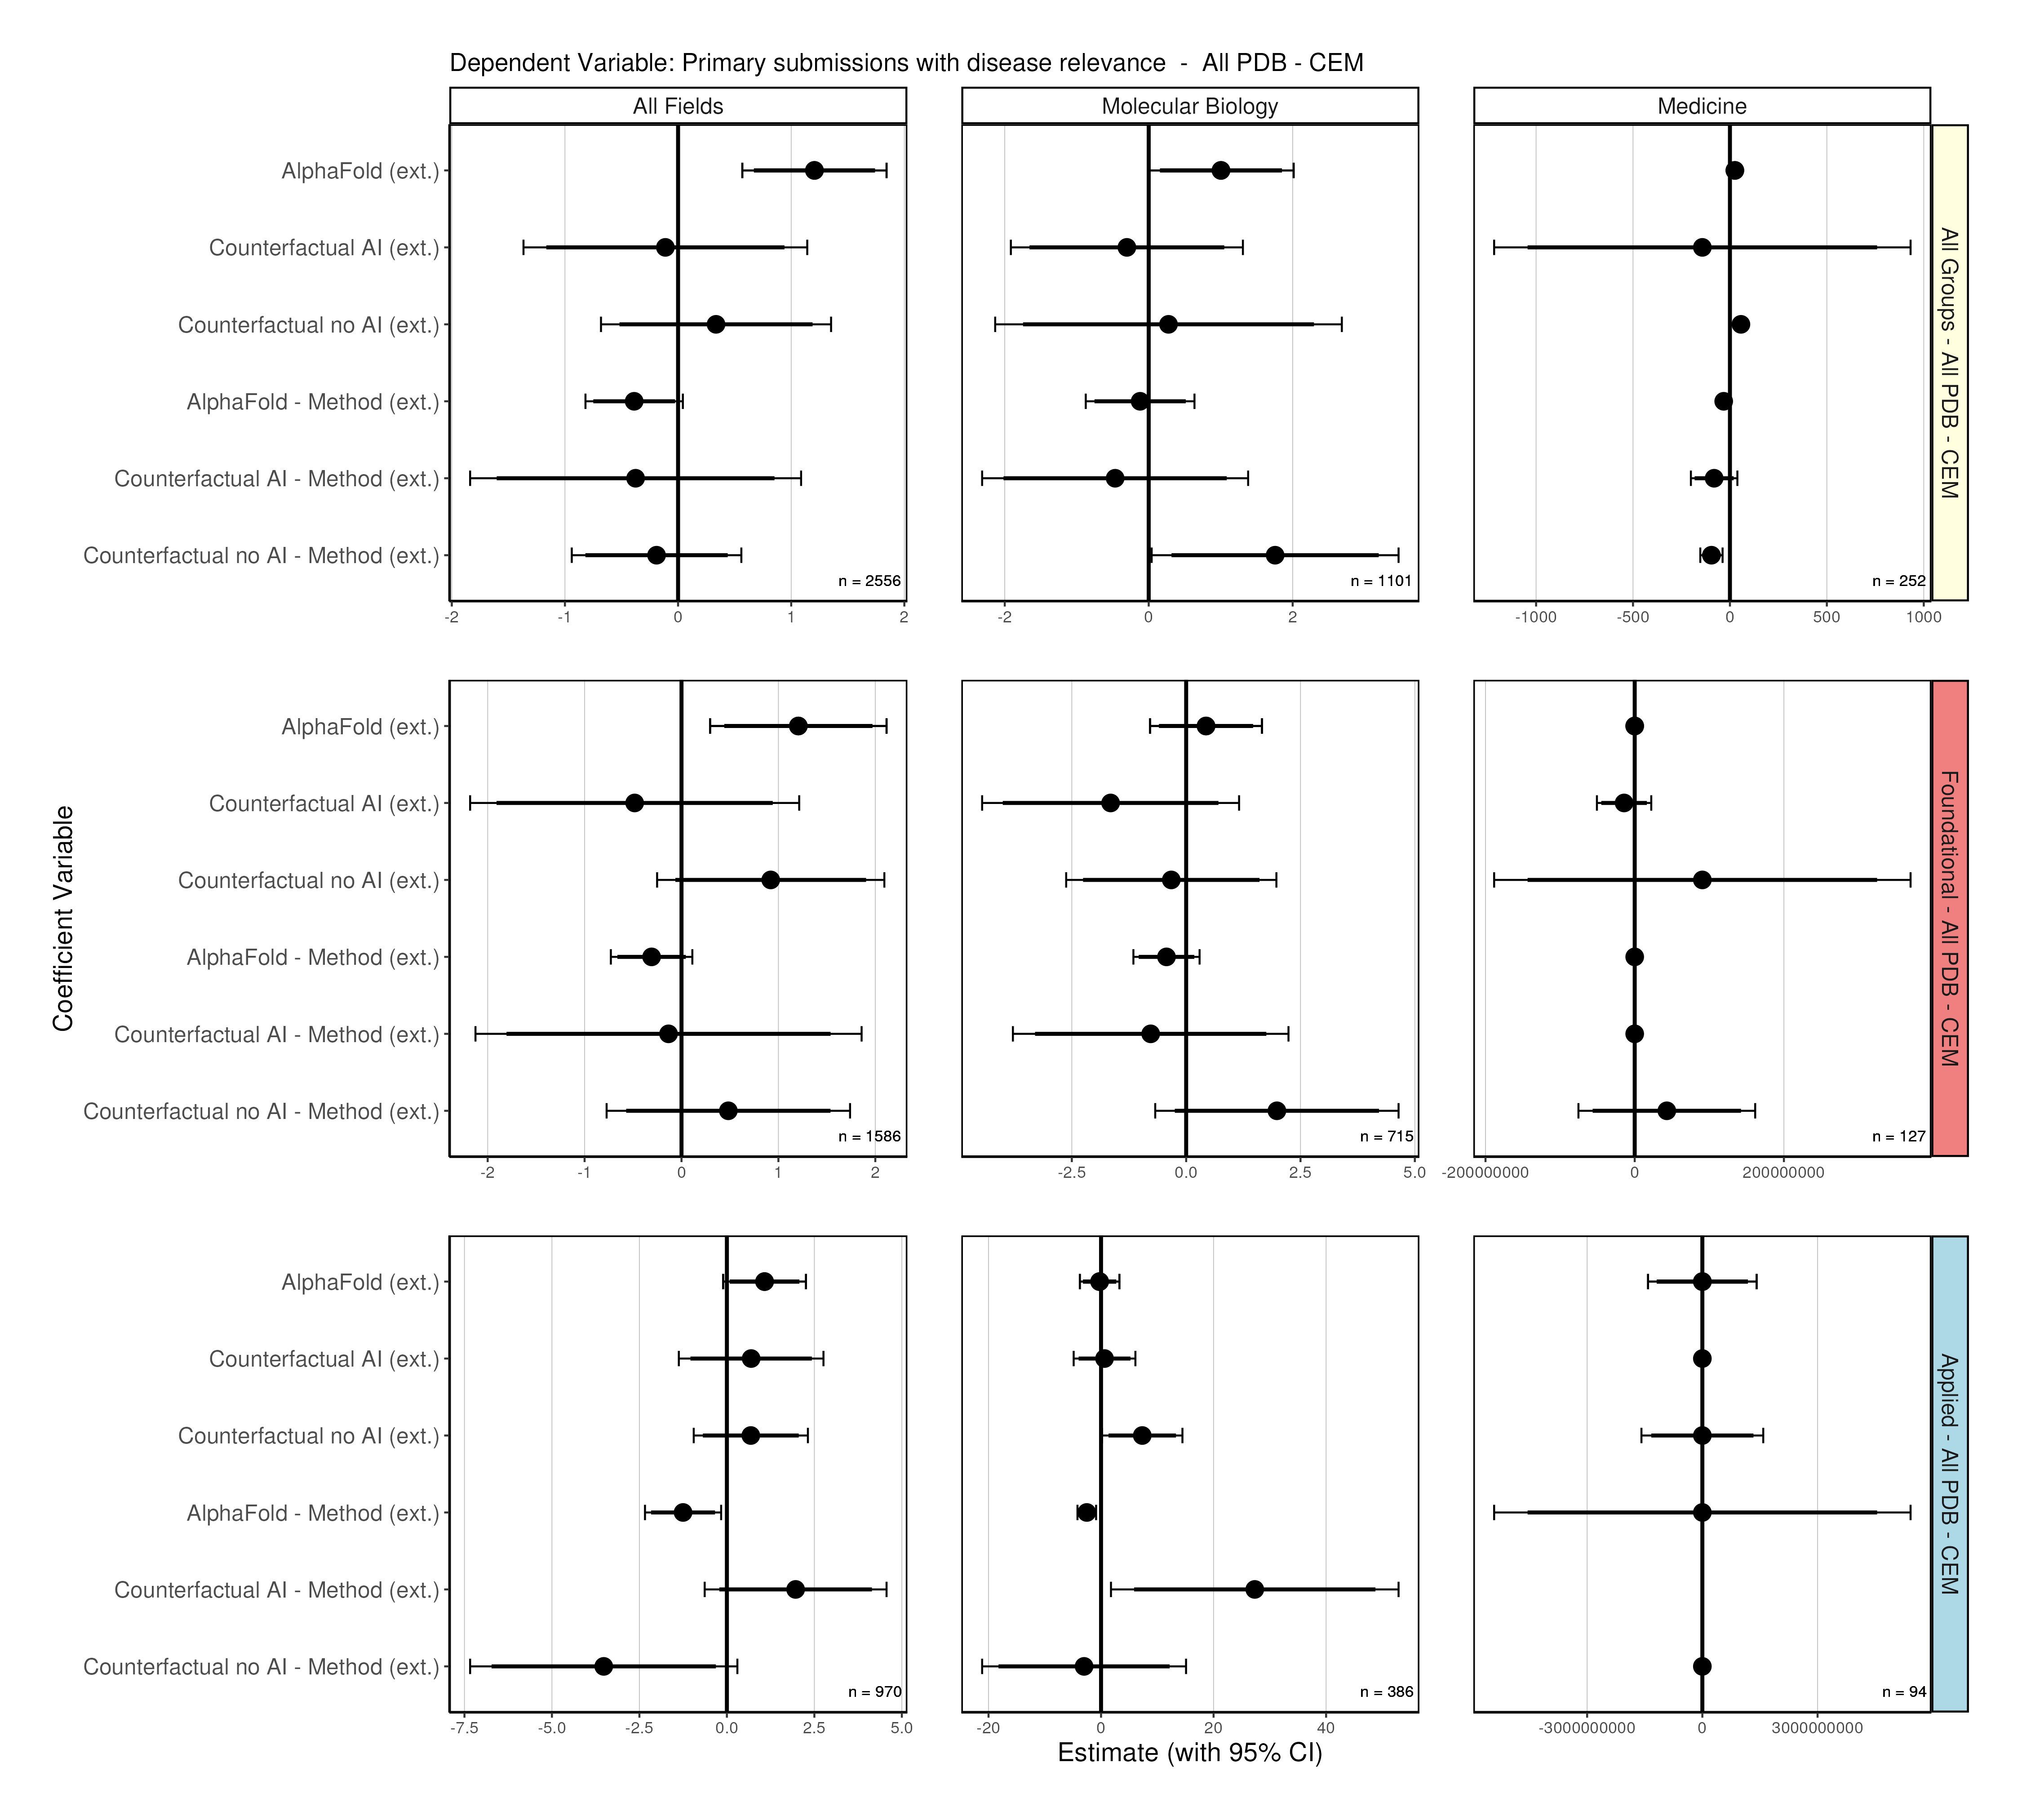 Dependent Variable: Primary submissions with disease relevance - All PDB - CEM
All Fields
Molecular Biology
Medicine
AlphaFold (ext.)
Counterfactual AI (ext.)
Counterfactual no AI (ext.)
AlphaFold - Method (ext.)
Counterfactual AI - Method (ext.)
Counterfactual no AI - Method (ext.)
n = 2556
n = 1101
n = 252
All Groups - All PDB - CEM
-2 -1 0 1 2
-2 0 2
-1000 -500 0 500 1000
Coefficient Variable
AlphaFold (ext.)
Counterfactual AI (ext.)
Counterfactual no AI (ext.)
AlphaFold - Method (ext.)
Counterfactual AI - Method (ext.)
Counterfactual no AI - Method (ext.)
n = 1586
n = 715
n = 127
Foundational - All PDB - CEM
-2 -1 0 1 2
-2.5 0.0 2.5 5.0
-200000000 0 200000000
AlphaFold (ext.)
Counterfactual AI (ext.)
Counterfactual no AI (ext.)
AlphaFold - Method (ext.)
Counterfactual AI - Method (ext.)
Counterfactual no AI - Method (ext.)
n = 970
n = 386
n = 94
Applied - All PDB - CEM
-7.5 -5.0 -2.5 0.0 2.5 5.0
-20 0 20 40
-3000000000 0 3000000000
Estimate (with 95% CI)